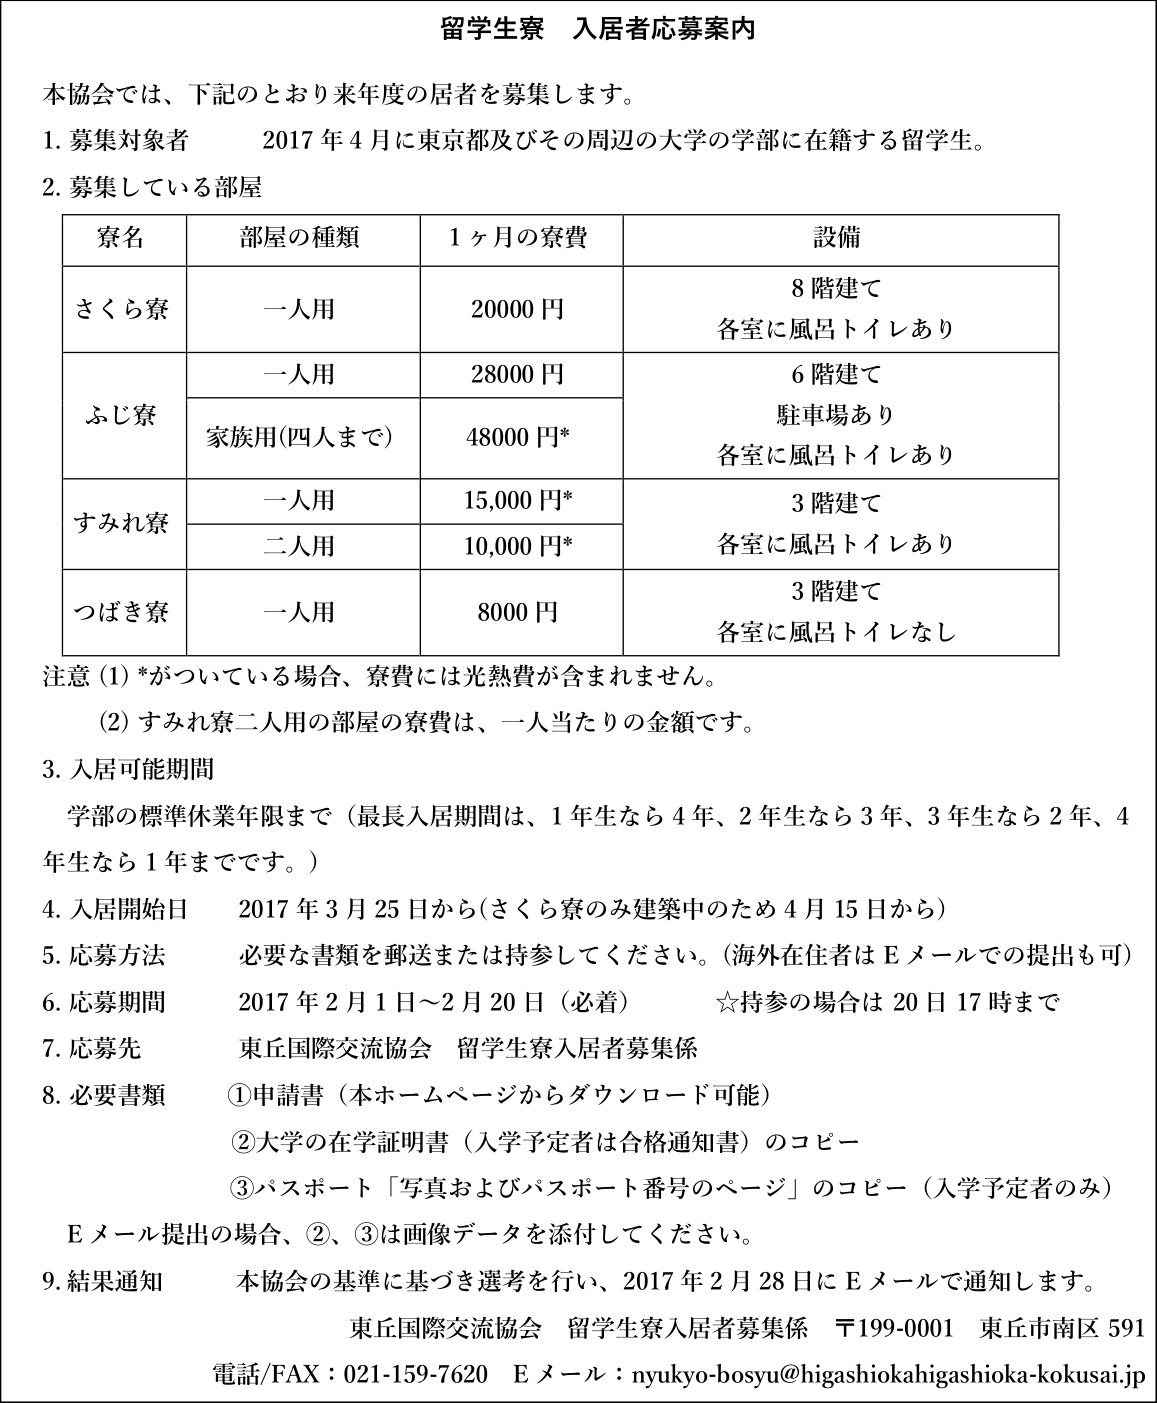 留学生寮　入居者応募案内
本協会では、下記のとおり来年度の居者を募集します。
1. 募集対象者　　　2017 年 4 月に東京都及びその周辺の大学の学部に在籍する留学生。
2. 募集している部屋
寮名　部屋の種類　1 ヶ月の寮費　設備
さくら寮　一人用　20000 円　8 階建て
各室に風呂トイレあり
ふじ寮　一人用　28000 円　6 階建て
駐車場あり
家族用(四人まで)　48000 円*　各室に風呂トイレあり
すみれ寮　一人用　15,000 円*　3 階建て
二人用　10,000 円*　各室に風呂トイレあり
つばき寮　一人用　8000 円　3 階建て
各室に風呂トイレなし
注意 (1) *がついている場合、寮費には光熱費が含まれません。
(2) すみれ寮二人用の部屋の寮費は、一人当たりの金額です。
3. 入居可能期間
学部の標準休業年限まで（最長入居期間は、1 年生なら 4 年、2 年生なら 3 年、3 年生なら 2 年、4
年生なら 1 年までです。）
4. 入居開始日　　2017 年 3 月 25 日から(さくら寮のみ建築中のため 4 月 15 日から)
5. 応募方法　　　必要な書類を郵送または持参してください。(海外在住者は E メールでの提出も可)
6. 応募期間　　　2017 年 2 月 1 日〜2 月 20 日（必着）　　　☆持参の場合は 20 日 17 時まで
7. 応募先　　　　東丘国際交流協会　留学生寮入居者募集係
8. 必要書類　　　①申請書（本ホームページからダウンロード可能）
②大学の在学証明書（入学予定者は合格通知書）のコピー
③パスポート「写真およびパスポート番号のページ」のコピー（入学予定者のみ）
E メール提出の場合、②、③は画像データを添付してください。
9. 結果通知　　　本協会の基準に基づき選考を行い、2017 年 2 月 28 日に E メールで通知します。
東丘国際交流協会　留学生寮入居者募集係　〒199-0001　東丘市南区 591
電話/FAX：021-159-7620　E メール：nyukyo-bosyu@higashiokahigashioka-kokusai.jp